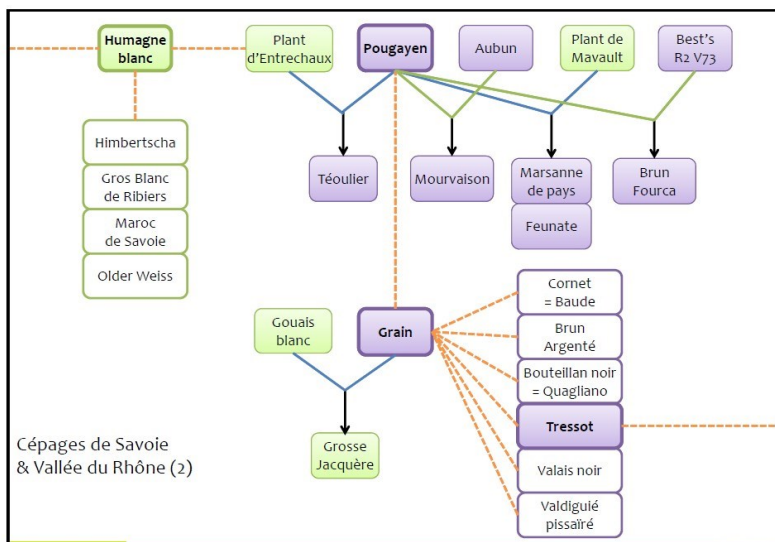 Humagne
blanc
Plant
d'Entrechaux
Pougayen
Aubun
Plant de
Mavault
Best's
R2 V73
Himbertscha
Gros Blanc
de Ribiers
Maroc
de Savoie
Older Weiss
Téoulier
Mourvaison
Marsanne
de pays
Feunate
Brun
Fourca
Gouais
blanc
Grain
Cornet
= Baude
Brun
Argenté
Bouteillan noir
= Quagliano
Tressot
Valais noir
Valdiguié
pissaïré
Grosse
Jacquère
Cépages de Savoie
& Vallée du Rhône (2)